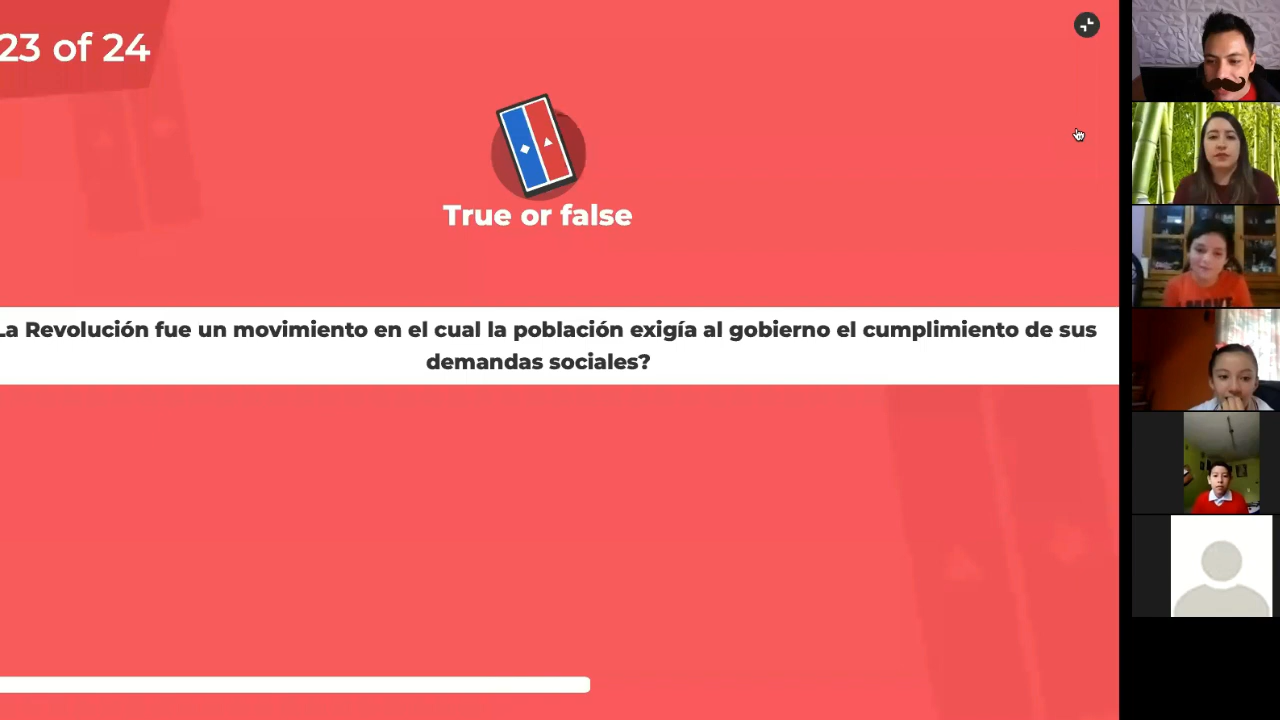 23 of 24
True or false
La Revolución fue un movimiento en el cual la población exigía al gobierno el cumplimiento de sus
demandas sociales?